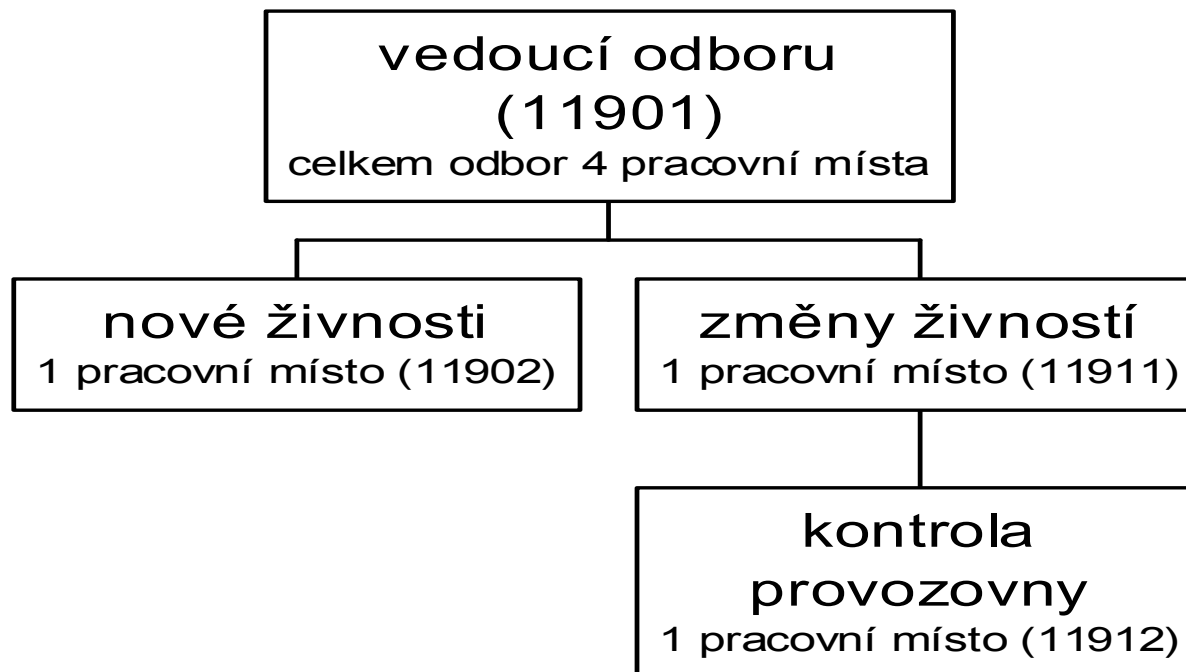 vedoucí odboru
(11901)
celkem odbor 4 pracovní místa
nové živnosti
1 pracovní místo (11902)
změny živností
1 pracovní místo (11911)
kontrola
provozovny
1 pracovní místo (11912)